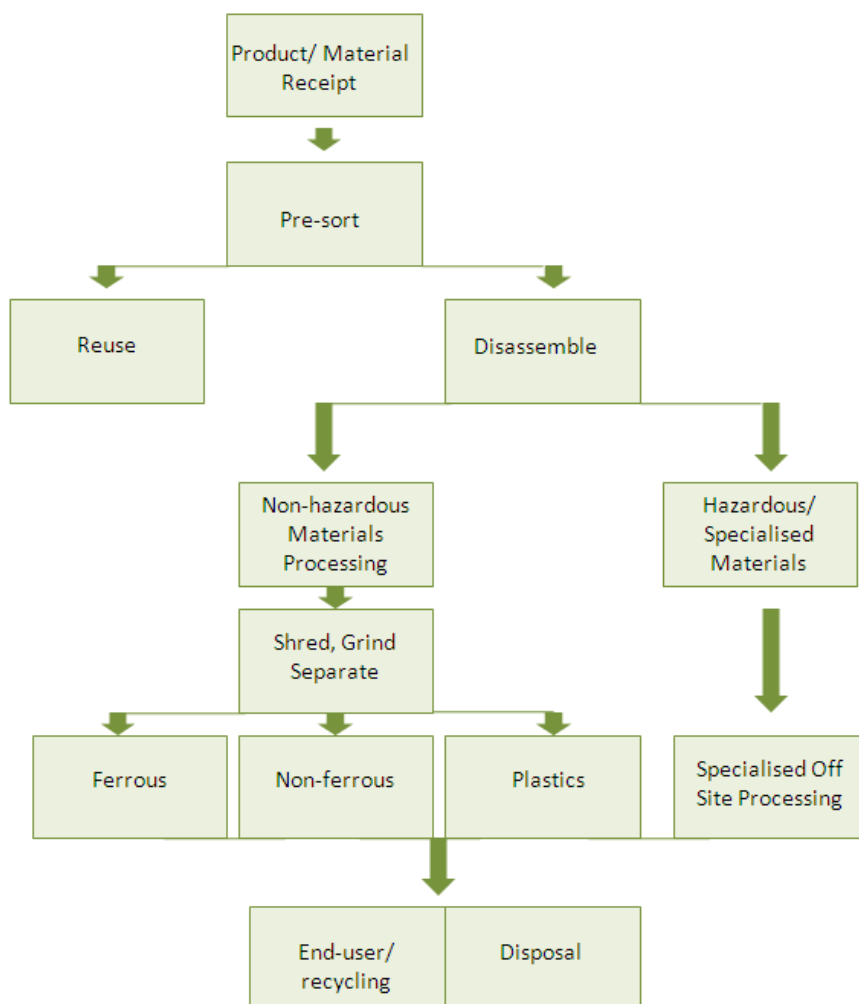 Product/ Material
Receipt
Pre-sort
Reuse
Disassemble
Non-hazardous
Materials
Processing
Hazardous/
Specialised
Materials
Shred, Grind
Separate
Ferrous
Non-ferrous
Plastics
Specialised Off
Site Processing
End-user/
recycling
Disposal